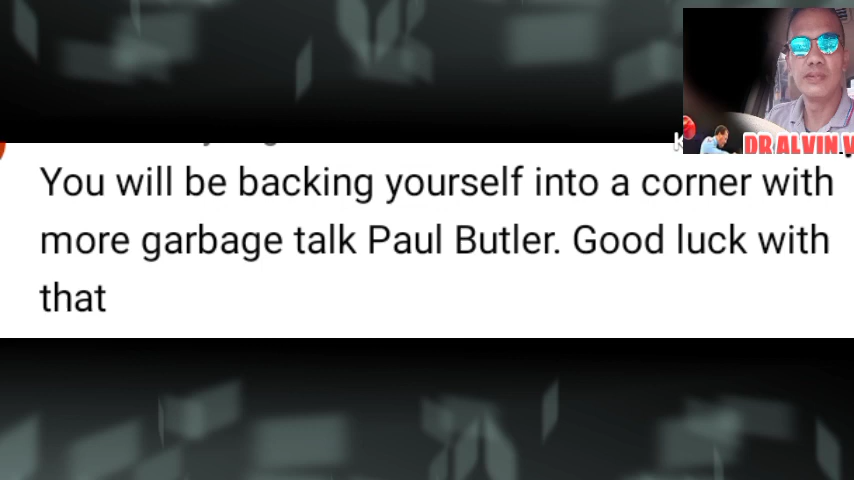 DR ALVIN
You will be backing yourself into a corner with
more garbage talk Paul Butler. Good luck with
that